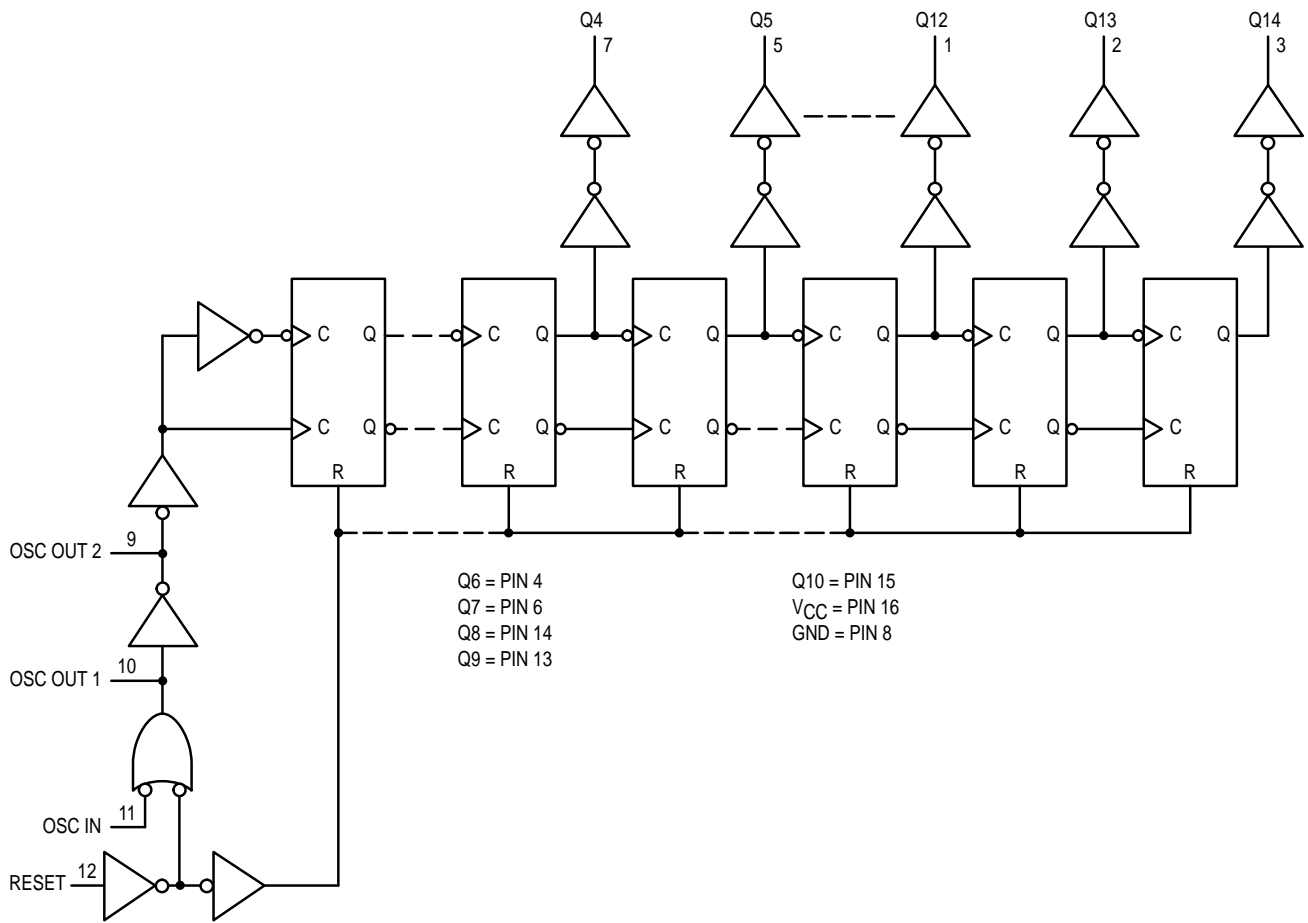 Q4 Q5 Q12 Q13 Q14
7 5 1 2 3
C Q C Q C Q C Q C Q C Q
C Q C Q C Q C Q C Q C
R R R R R R
OSC OUT 2 9
Q6 = PIN 4
Q7 = PIN 6
Q8 = PIN 14
Q9 = PIN 13
Q10 = PIN 15
VCC = PIN 16
GND = PIN 8
OSC OUT 1 10
OSC IN 11
RESET 12